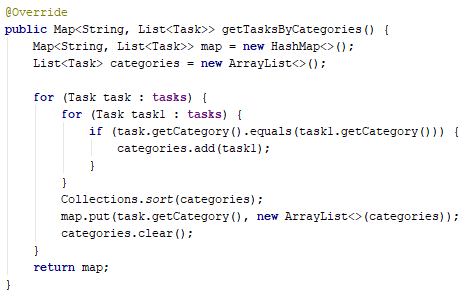 @Override
public Map<String, List<Task>> getTasksByCategories() {
    Map<String, List<Task>> map = new HashMap<>();
    List<Task> categories = new ArrayList<>();

    for (Task task : tasks) {
        for (Task task1 : tasks) {
            if (task.getCategory().equals(task1.getCategory())) {
                categories.add(task1);
            }
        }
        Collections.sort(categories);
        map.put(task.getCategory(), new ArrayList<>(categories));
        categories.clear();
    }
    return map;
}